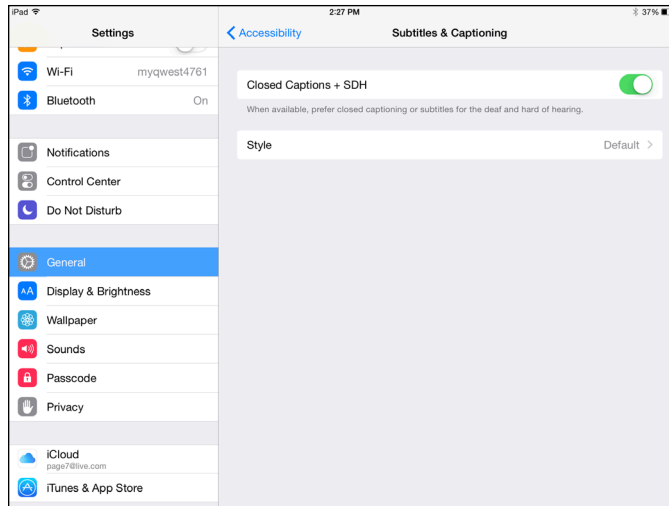 iPad 2:27 PM 37%
Settings
Accessibility Subtitles & Captioning
Wi-Fi myqwest4761
Bluetooth On
Notifications
Control Center
Do Not Disturb
General
AA Display & Brightness
Wallpaper
Sounds
Passcode
Privacy
iCloud
page7@live.com
iTunes & App Store
Closed Captions + SDH
When available, prefer closed captioning or subtitles for the deaf and hard of hearing.
Style Default